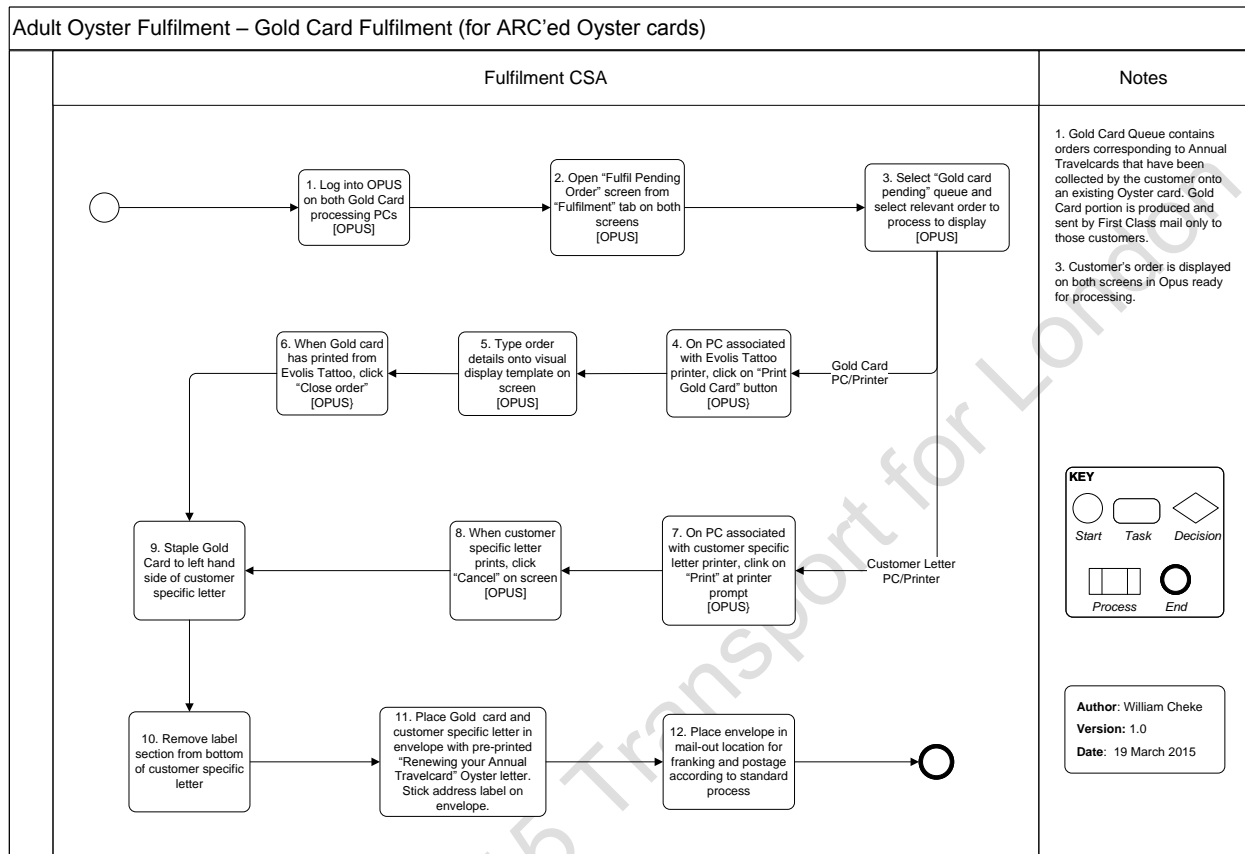 Adult Oyster Fulfilment – Gold Card Fulfilment (for ARC’ed Oyster cards)
Fulfilment CSA
Notes
1. Log into OPUS
on both Gold Card
processing PCs
[OPUS]
2. Open “Fulfil Pending
Order” screen from
“Fulfilment” tab on both
screens
[OPUS]
3. Select “Gold card
pending” queue and
select relevant order to
process to display
[OPUS]
1. Gold Card Queue contains
orders corresponding to Annual
Travelcards that have been
collected by the customer onto
an existing Oyster card. Gold
Card portion is produced and
sent by First Class mail only to
those customers.
3. Customer’s order is displayed
on both screens in Opus ready
for processing.
6. When Gold card
has printed from
Evolis Tattoo, click
“Close order”
[OPUS}
5. Type order
details onto visual
display template on
screen
[OPUS]
4. On PC associated
with Evolis Tattoo
printer, click on “Print
Gold Card” button
[OPUS}
Gold Card
PC/Printer
9. Staple Gold
Card to left hand
side of customer
specific letter
8. When customer
specific letter
prints, click
“Cancel” on screen
[OPUS]
7. On PC associated
with customer specific
letter printer, clink on
“Print” at printer
prompt
[OPUS}
Customer Letter
PC/Printer
KEY
Start Task Decision
Process End
10. Remove label
section from bottom
of customer specific
letter
11. Place Gold card and
customer specific letter in
envelope with pre-printed
“Renewing your Annual
Travelcard” Oyster letter.
Stick address label on
envelope.
12. Place envelope in
mail-out location for
franking and postage
according to standard
process
Author: William Cheke
Version: 1.0
Date: 19 March 2015
5 Transport for London